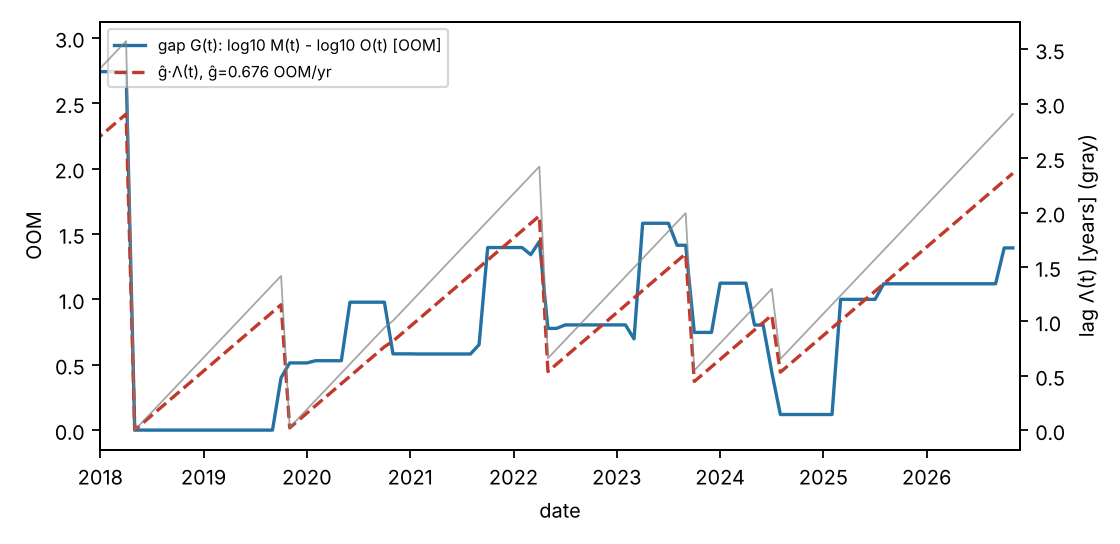 gap G(t): log10 M(t) - log10 O(t) [OOM]
ĝ·Λ(t), ĝ=0.676 OOM/yr
3.0
2.5
2.0
1.5
1.0
0.5
0.0
OOM
3.5
3.0
2.5
2.0
1.5
1.0
0.5
0.0
lag Λ(t) [years] (gray)
2018 2019 2020 2021 2022 2023 2024 2025 2026
date